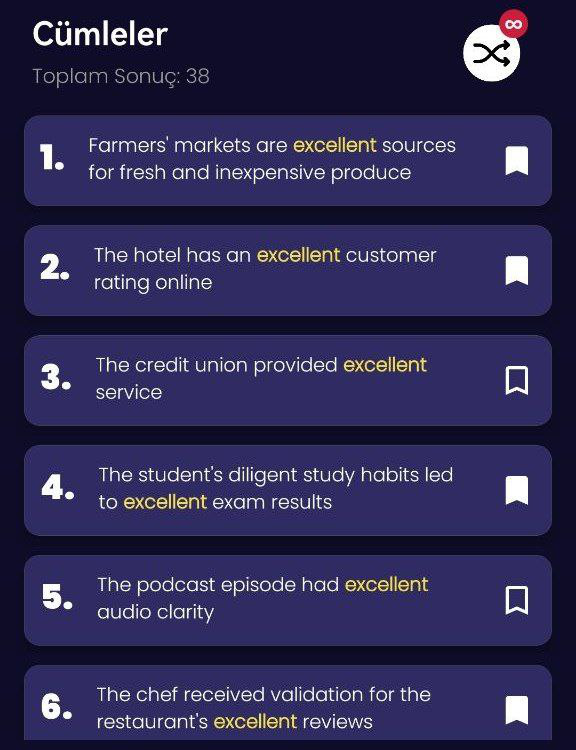 Cümleler
∞
Toplam Sonuç: 38
1.
Farmers' markets are excellent sources
for fresh and inexpensive produce
2.
The hotel has an excellent customer
rating online
3.
The credit union provided excellent
service
4.
The student's diligent study habits led
to excellent exam results
5.
The podcast episode had excellent
audio clarity
6.
The chef received validation for the
restaurant's excellent reviews